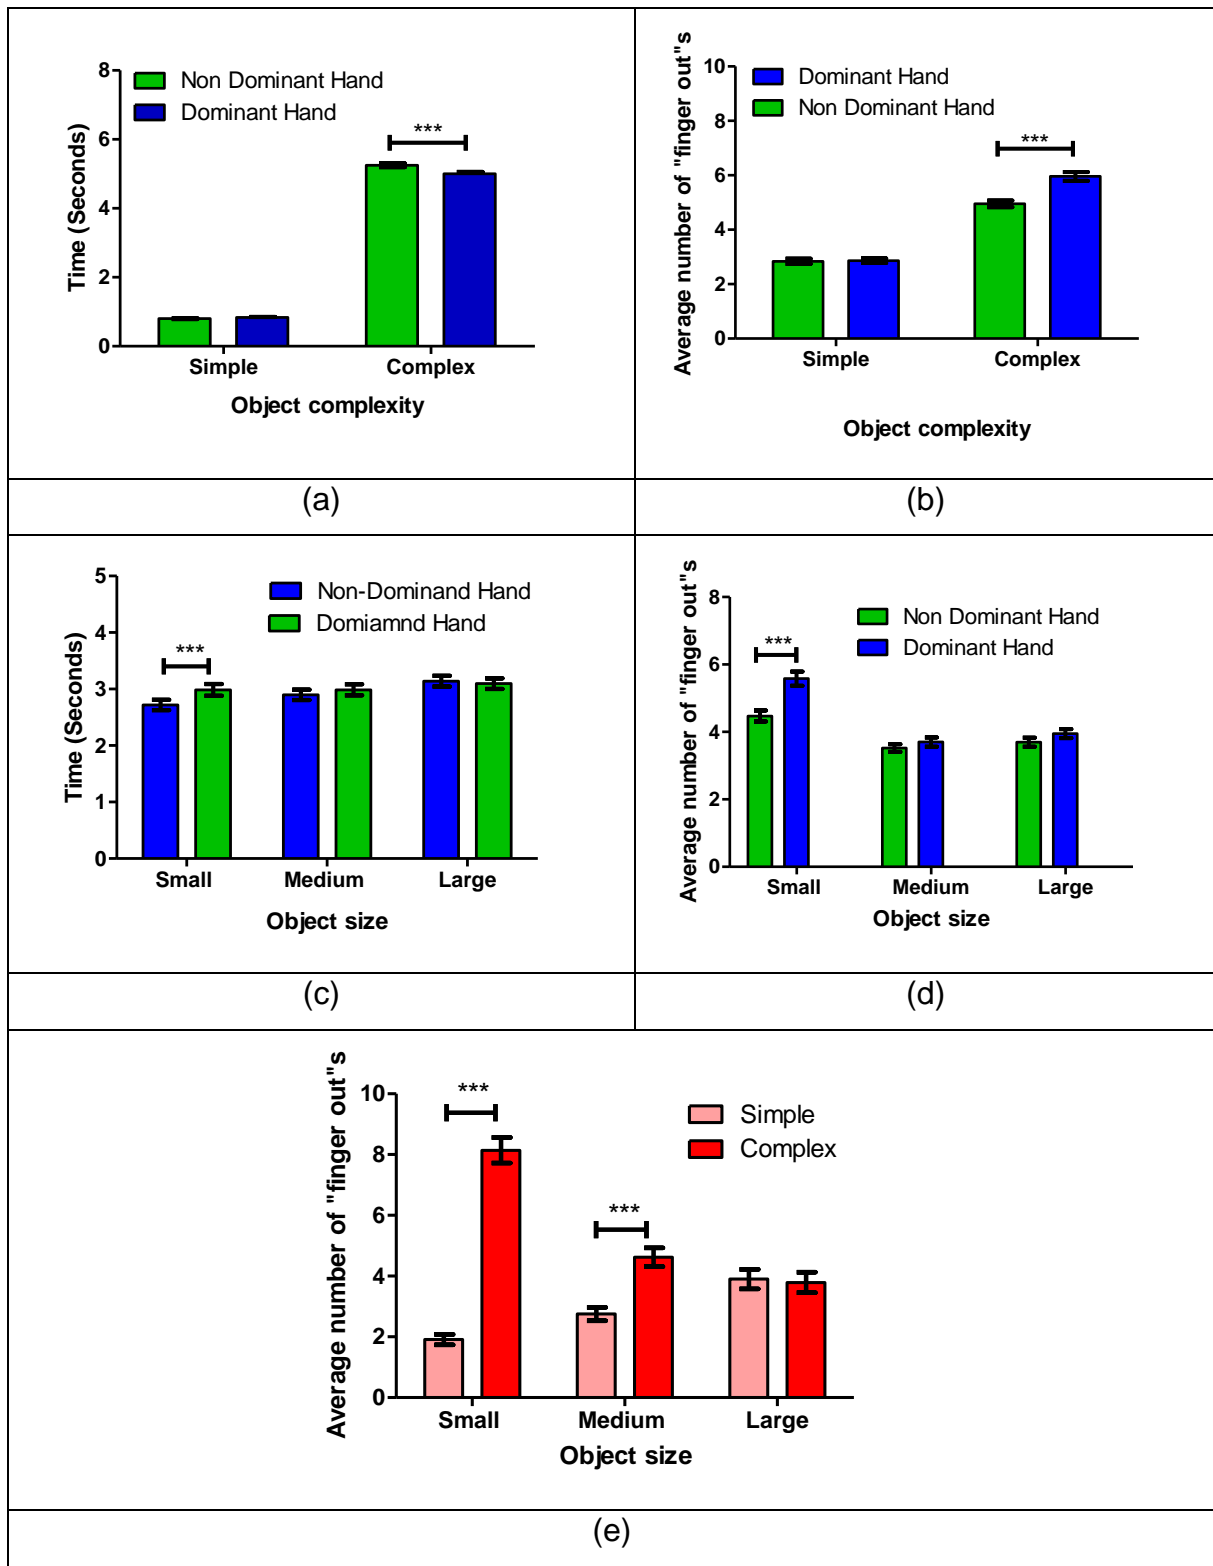 Non Dominant Hand
Dominant Hand
***
Time (Seconds)
8
6
4
2
0
Simple Complex
Object complexity
(a)
Dominant Hand
Non Dominant Hand
***
Average number of "finger out"s
10
8
6
4
2
0
Simple Complex
Object complexity
(b)
Non-Dominand Hand
Domiamnd Hand
***
Time (Seconds)
5
4
3
2
1
0
Small Medium Large
Object size
(c)
Non Dominant Hand
Dominant Hand
***
Average number of "finger out"s
8
6
4
2
0
Small Medium Large
Object size
(d)
Simple
Complex
***
***
Average number of "finger out"s
10
8
6
4
2
0
Small Medium Large
Object size
(e)